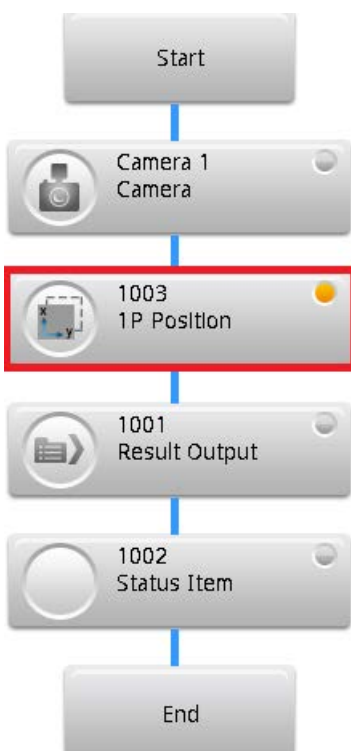 Start
Camera 1
Camera
x
y
1003
1P Position
1001
Result Output
1002
Status Item
End